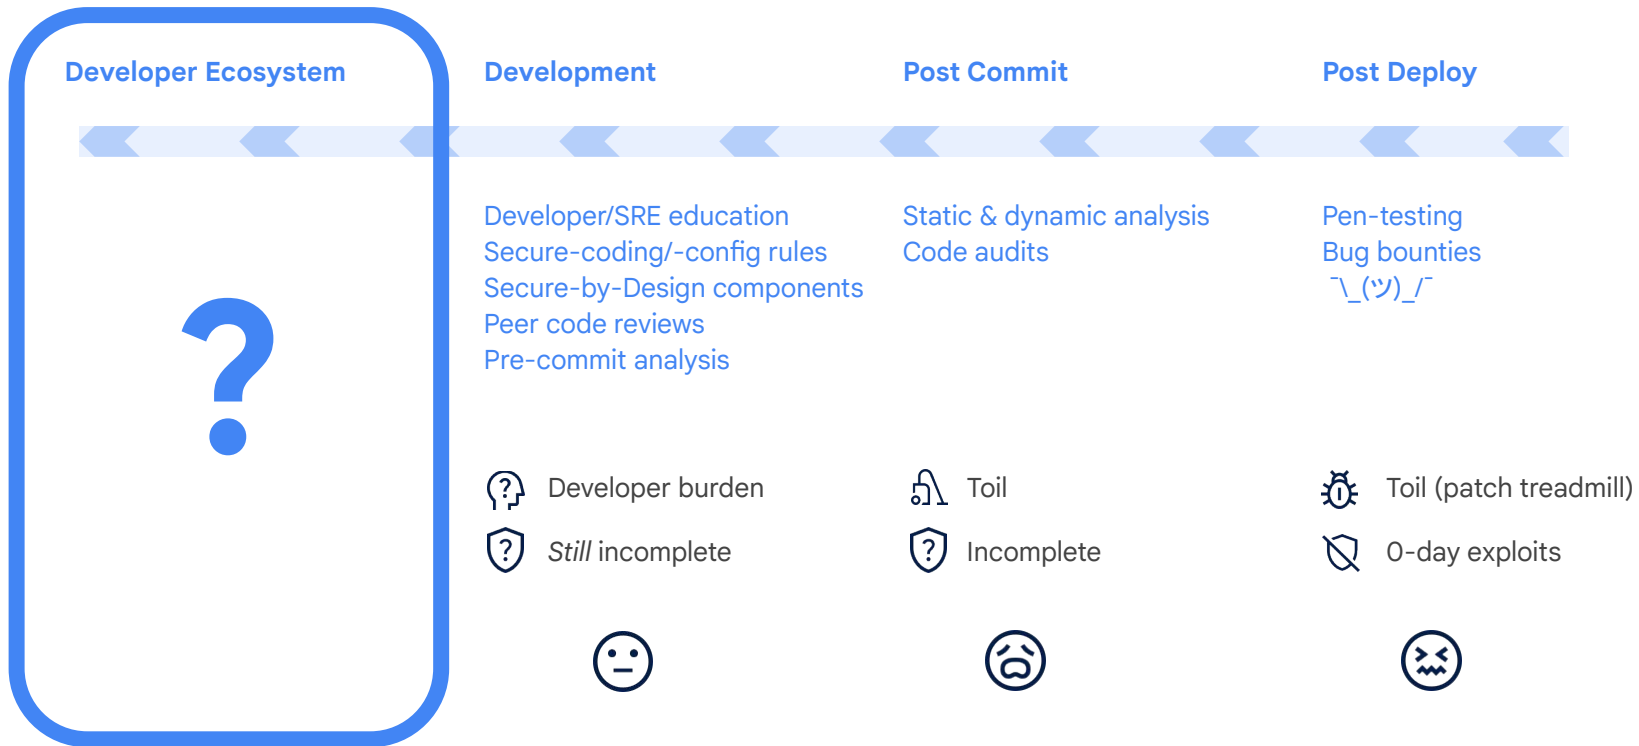 Developer Ecosystem
Development
Post Commit
Post Deploy
?
Developer/SRE education
Secure-coding/-config rules
Secure-by-Design components
Peer code reviews
Pre-commit analysis
Static & dynamic analysis
Code audits
Pen-testing
Bug bounties
¯\_(ツ)_/¯
? Developer burden
? Still incomplete
Toil
? Incomplete
Toil (patch treadmill)
0-day exploits